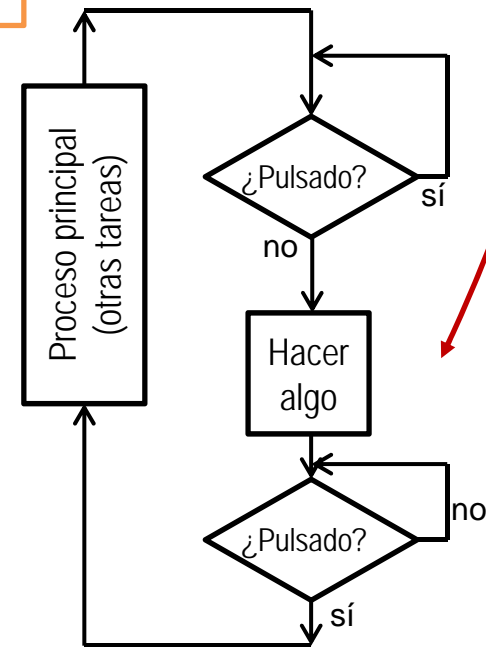 Proceso principal
(otras tareas)
¿Pulsado?
sí
no
Hacer
algo
¿Pulsado?
no
sí